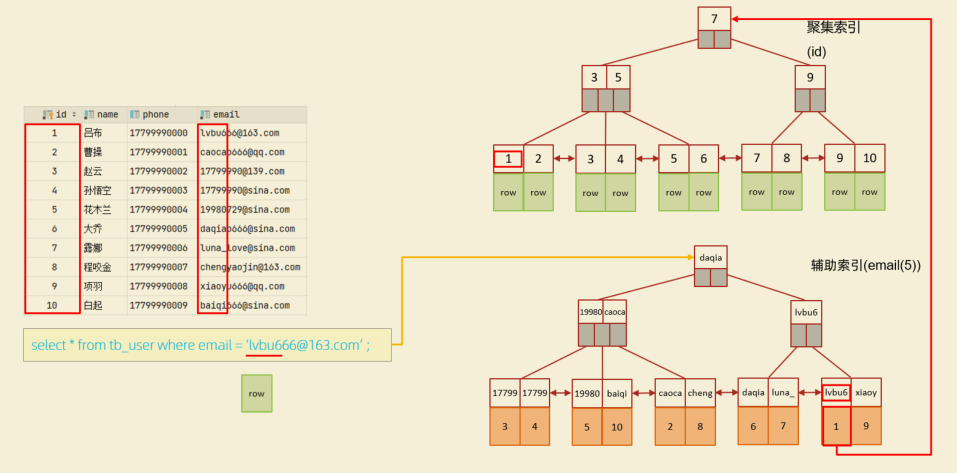 id name phone email
1 吕布 17799990000 lvbu666@163.com
2 曹操 17799990001 caocao666@qq.com
3 赵云 17799990002 17799990@139.com
4 孙悟空 17799990003 17799990@sina.com
5 花木兰 17799990004 19980729@sina.com
6 大乔 17799990005 daqiao666@sina.com
7 露娜 17799990006 luna_love@sina.com
8 程咬金 17799990007 chengyaojin@163.com
9 项羽 17799990008 xiaoyu666@qq.com
10 白起 17799990009 baiqi666@sina.com
select * from tb_user where email = 'lvbu666@163.com' ;
row
聚集索引
(id)
7
3 5 9
1 2 3 4 5 6 7 8 9 10
row row row row row row row row row row
辅助索引(email(5))
daqia
19980 caoca lvbu6
17799 17799 19980 baiqi caoca cheng daqia luna_ lvbu6 xiaoy
3 4 5 10 2 8 6 7 1 9